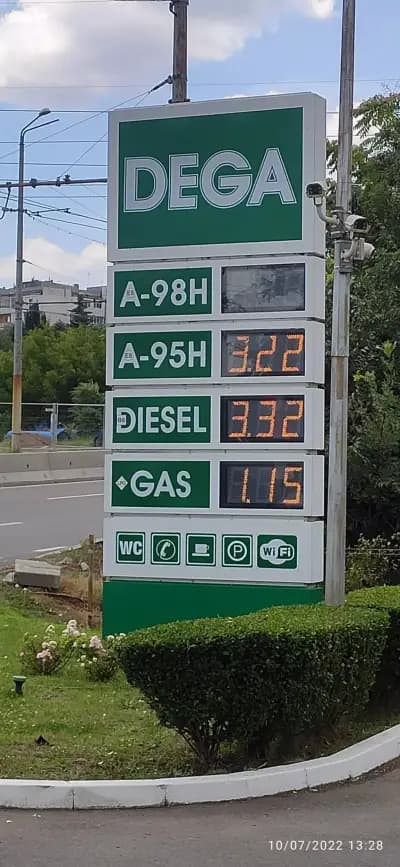 DEGA
A-98H
A-95H 3.22
DIESEL 3.32
GAS 1.15
WC P WiFi
10/07/2022 13:28